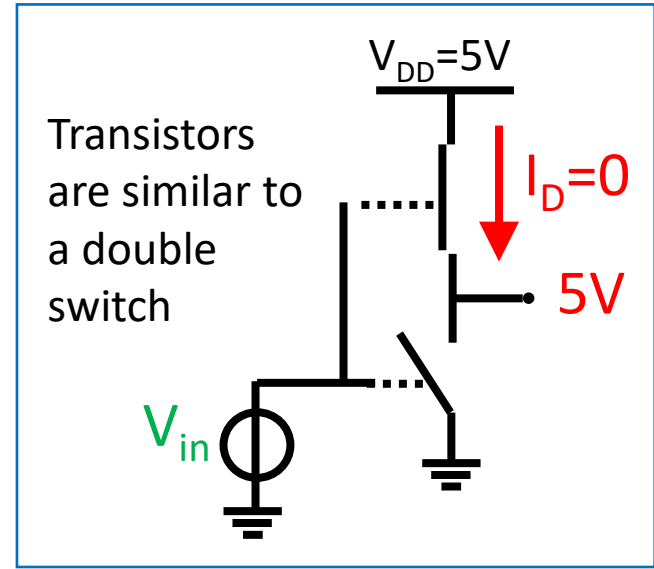 V_DD=5V
Transistors
are similar to
a double
switch
I_D=0
5V
V_in